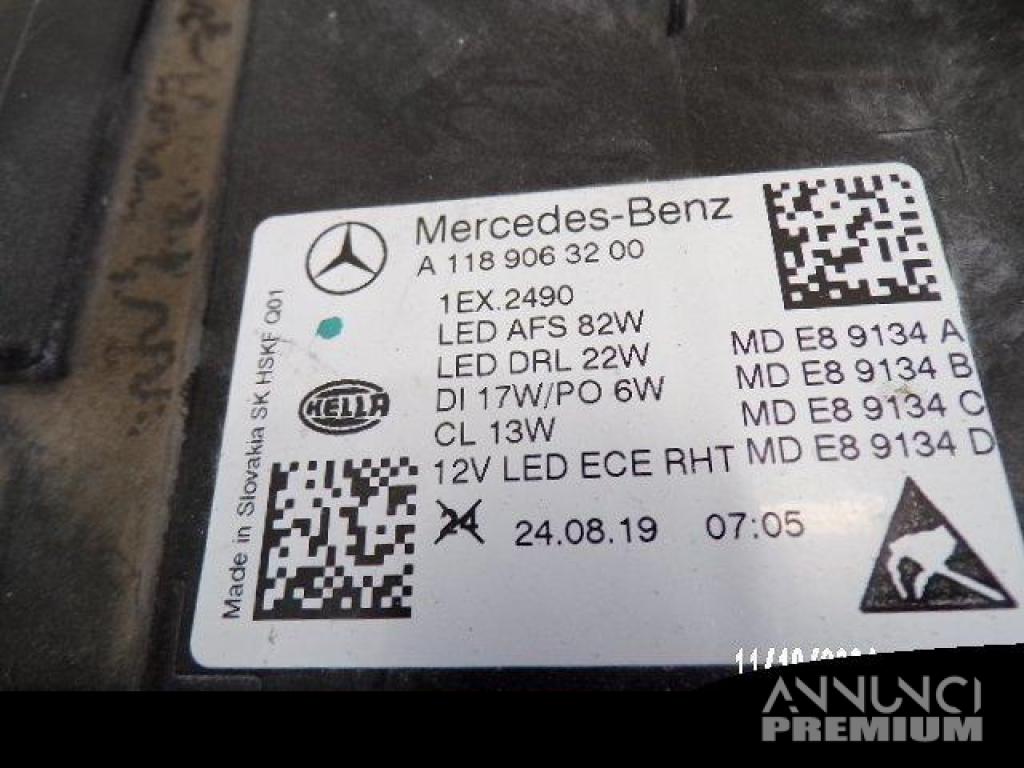 Mercedes-Benz
A 118 906 32 00
1EX.2490
LED AFS 82W
LED DRL 22W
DI 17W/PO 6W
CL 13W
12V LED ECE RHT
MD E8 9134 A
MD E8 9134 B
MD E8 9134 C
MD E8 9134 D
HELLA
Made in Slovakia SK HSKF Q01
24
24.08.19 07:05
ANNUNCI
PREMIUM